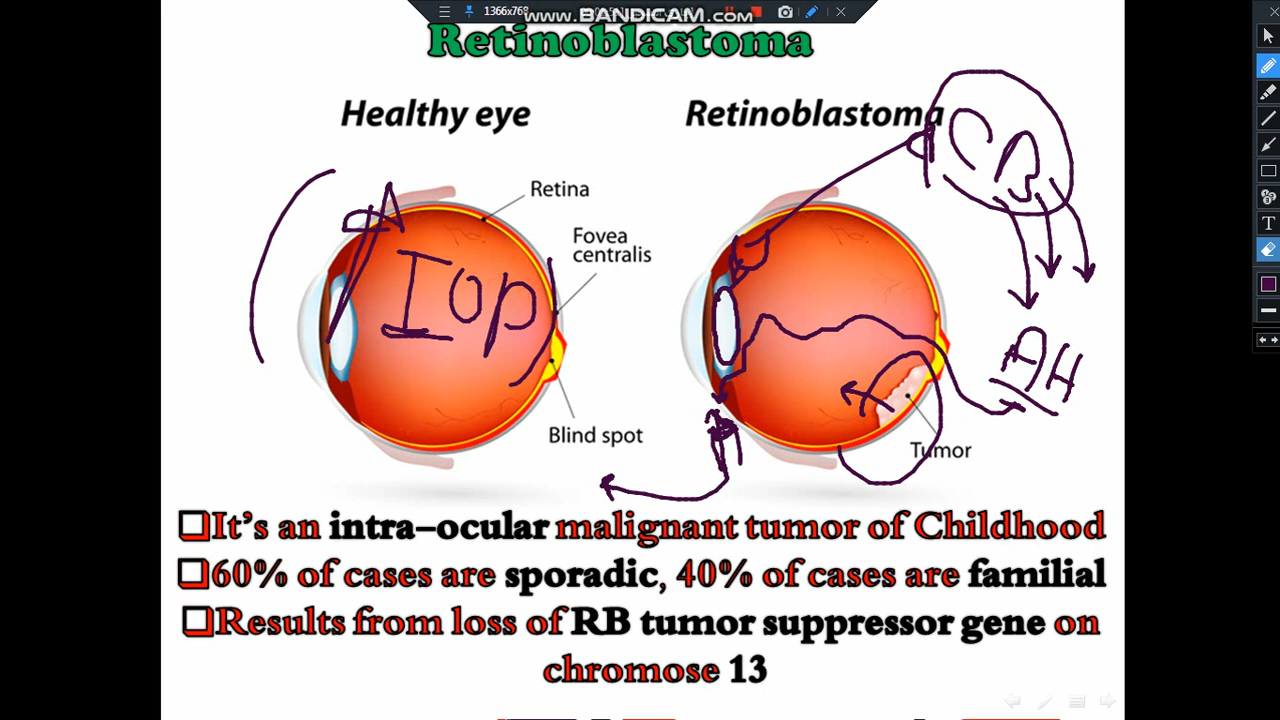 1366x768
www.BANDICAM.com
Retinoblastoma
Healthy eye
Retinoblastoma
Retina
Fovea
centralis
Blind spot
IOP
CB
AH
Tumor
❑It's an intra-ocular malignant tumor of Childhood
❑60% of cases are sporadic, 40% of cases are familial
❑Results from loss of RB tumor suppressor gene on
chromose 13